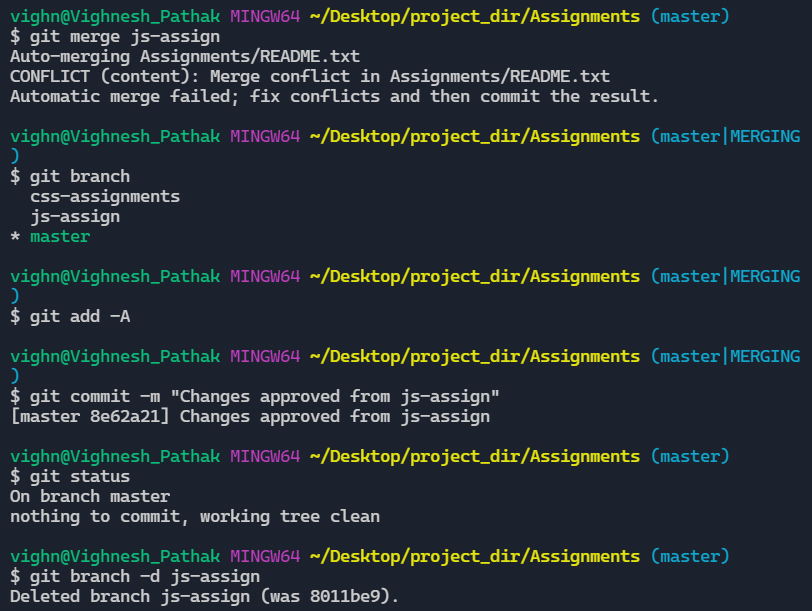 vighn@Vighnesh_Pathak MINGW64 ~/Desktop/project_dir/Assignments (master)
$ git merge js-assign
Auto-merging Assignments/README.txt
CONFLICT (content): Merge conflict in Assignments/README.txt
Automatic merge failed; fix conflicts and then commit the result.
vighn@Vighnesh_Pathak MINGW64 ~/Desktop/project_dir/Assignments (master|MERGING
)
$ git branch
  css-assignments
  js-assign
* master
vighn@Vighnesh_Pathak MINGW64 ~/Desktop/project_dir/Assignments (master|MERGING
)
$ git add -A
vighn@Vighnesh_Pathak MINGW64 ~/Desktop/project_dir/Assignments (master|MERGING
)
$ git commit -m "Changes approved from js-assign"
[master 8e62a21] Changes approved from js-assign
vighn@Vighnesh_Pathak MINGW64 ~/Desktop/project_dir/Assignments (master)
$ git status
On branch master
nothing to commit, working tree clean
vighn@Vighnesh_Pathak MINGW64 ~/Desktop/project_dir/Assignments (master)
$ git branch -d js-assign
Deleted branch js-assign (was 8011be9).